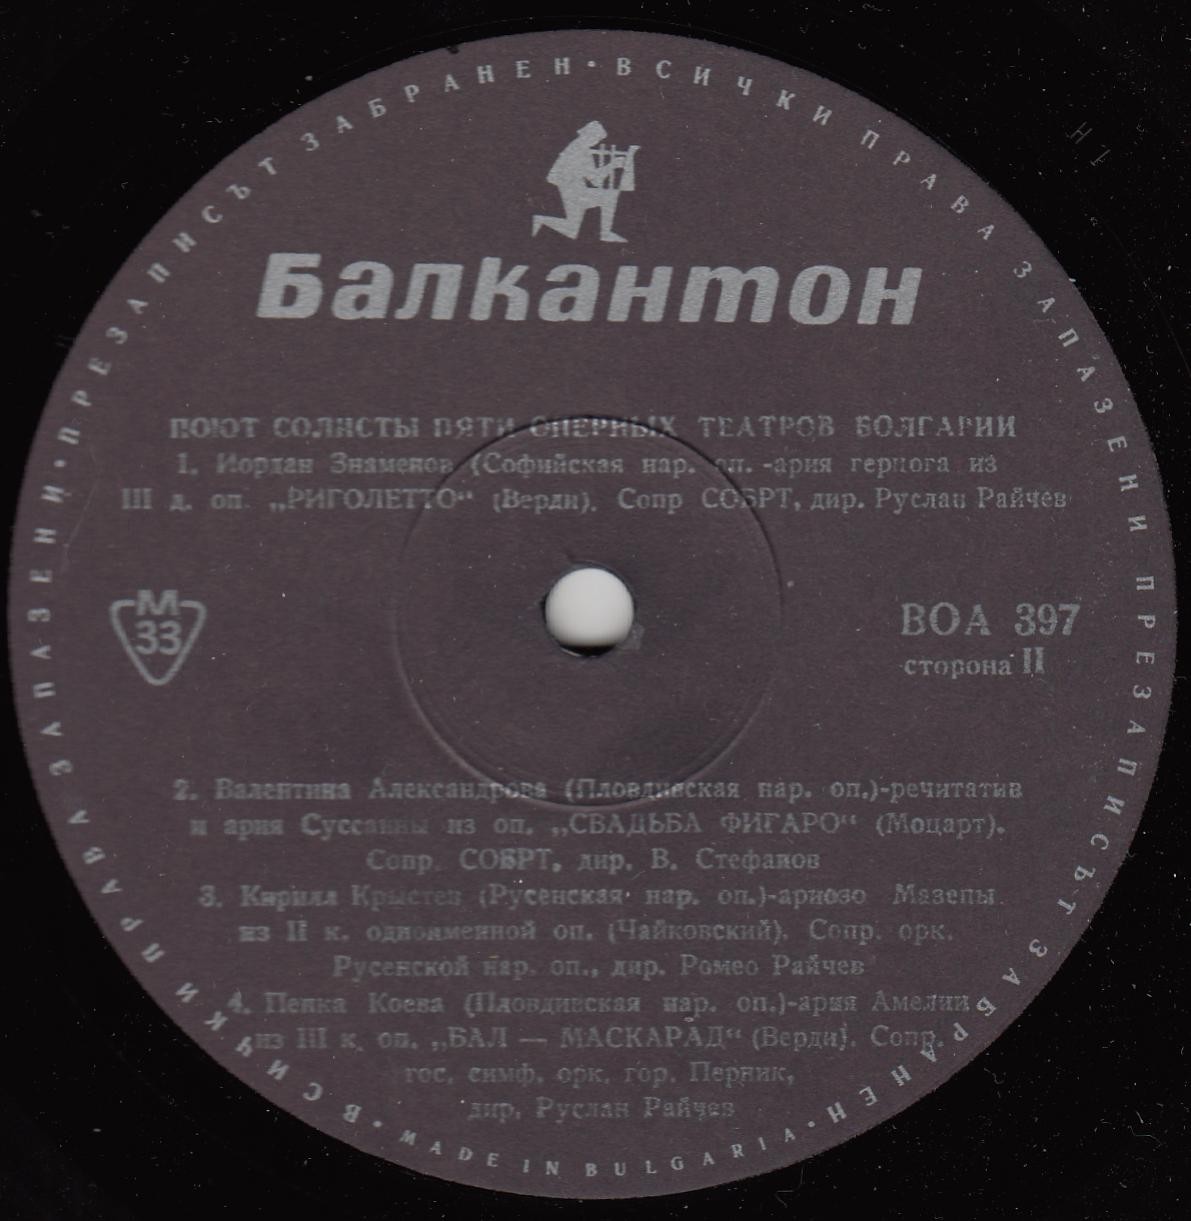 ВСИЧКИ ПРАВА ЗАПАЗЕНИ ПРЕЗАПИСЪТ ЗАБРАНЕН • MADE IN BULGARIA • ВСИЧКИ ПРАВА ЗАПАЗЕНИ • ПРЕЗАПИСЪТ ЗАБРАНЕН •
Балкантон
ПОЮТ СОЛИСТЫ ПЯТИ ОПЕРНЫХ ТЕАТРОВ БОЛГАРИИ
1. Иордан Знаменов (Софийская нар. оп. -ария герцога из
III д. оп. „РИГОЛЕТТО“ (Верди). Сопр СОБРТ, дир. Руслан Райчев
М
33
ВОА 397
сторона II
2. Валентина Александрова (Пловдивская нар. оп.)-речитатив
и ария Суссанны из оп. „СВАДЬБА ФИГАРО“ (Моцарт).
Сопр. СОБРТ, дир. В. Стефанов
3. Кирилл Крыстев (Русенская нар. оп.)-ариозо Мазепы
из II к. одноименной оп. (Чайковский). Сопр. орк.
Русенской нар. оп., дир. Ромео Райчев
4. Пенка Коева (Пловдивская нар. оп.)-ария Амелии
из III к. оп. „БАЛ — МАСКАРАД“ (Верди). Сопр.
гос. симф. орк. гор. Перник,
дир. Руслан Райчев